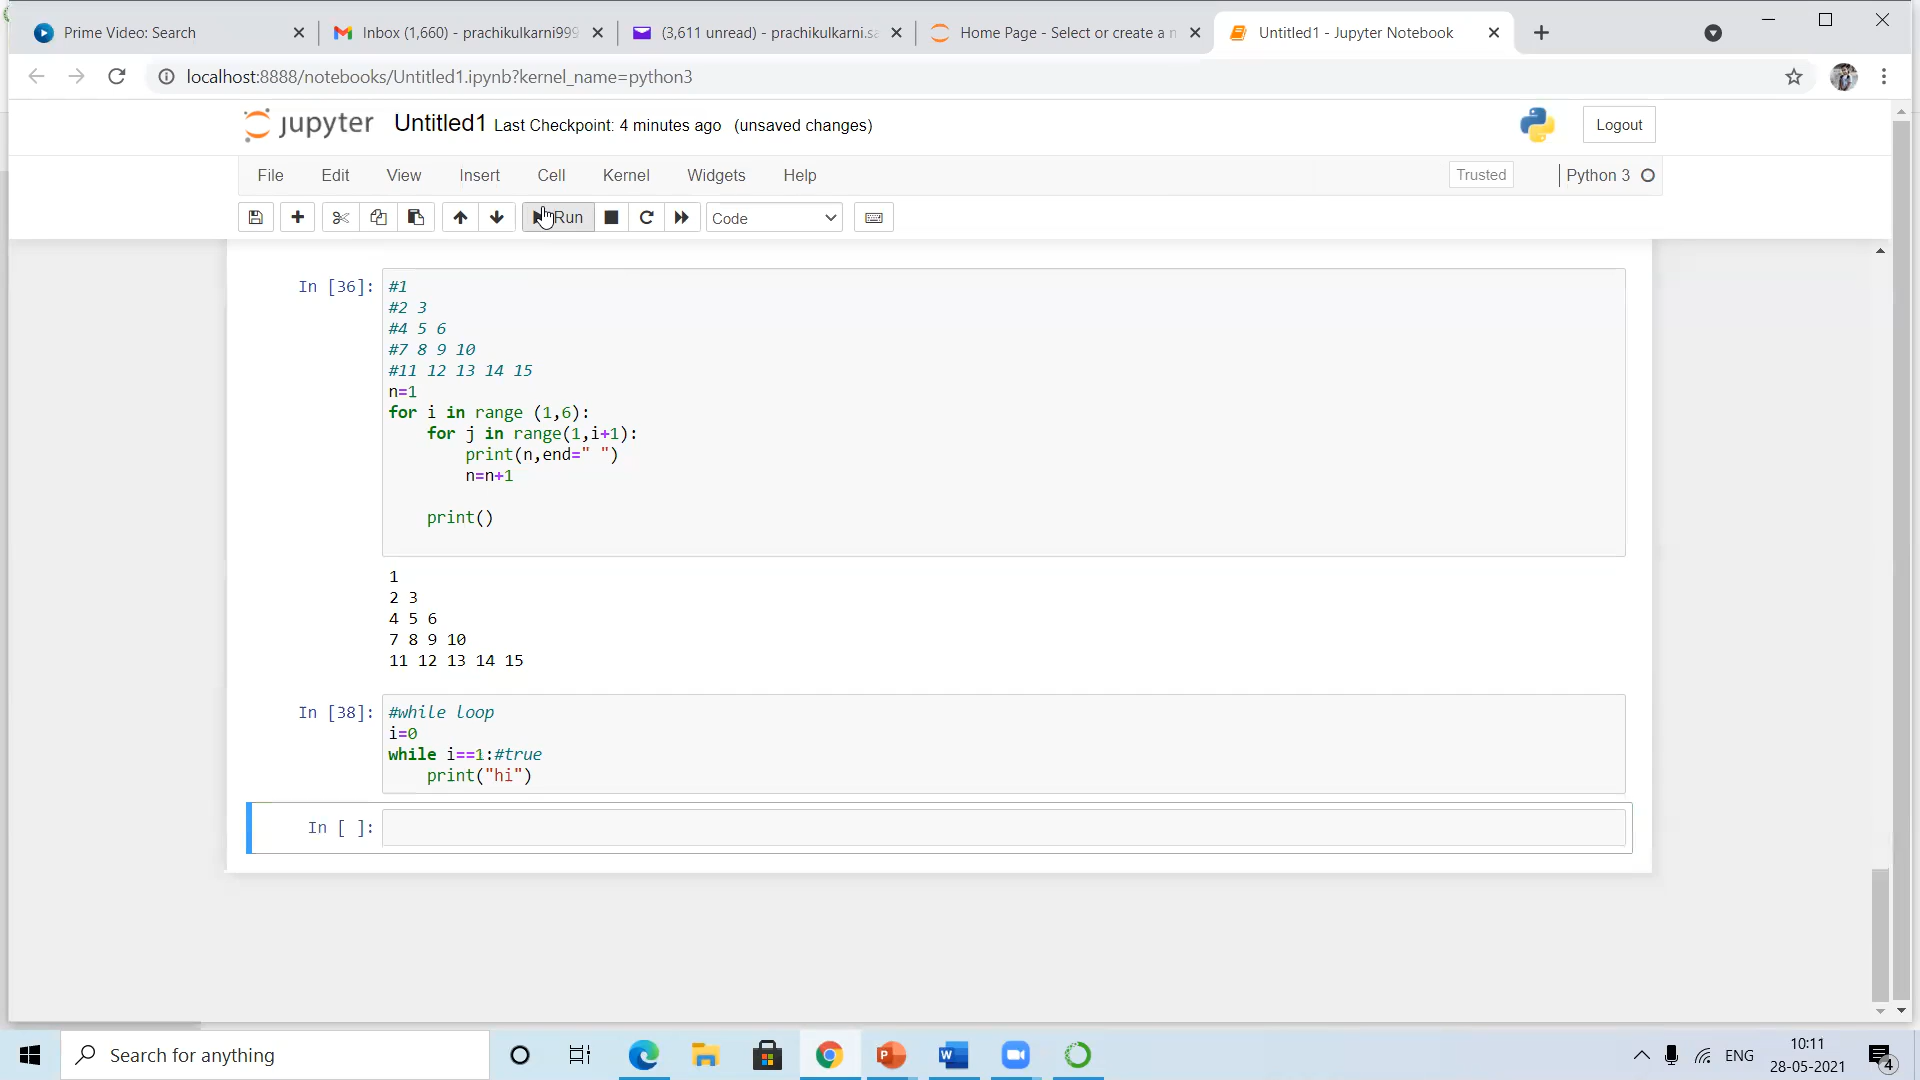 Prime Video: Search
Inbox (1,660) - prachikulkarni999
(3,611 unread) - prachikulkarni.sa
Home Page - Select or create a n
Untitled1 - Jupyter Notebook
localhost:8888/notebooks/Untitled1.ipynb?kernel_name=python3
jupyter Untitled1 Last Checkpoint: 4 minutes ago (unsaved changes)
Logout
File Edit View Insert Cell Kernel Widgets Help
Trusted
Python 3
Run
Code
In [36]:
#1
#2 3
#4 5 6
#7 8 9 10
#11 12 13 14 15
n=1
for i in range (1,6):
    for j in range(1,i+1):
        print(n,end=" ")
        n=n+1
    print()
1
2 3
4 5 6
7 8 9 10
11 12 13 14 15
In [38]:
#while loop
i=0
while i==1:#true
    print("hi")
In [ ]:
Search for anything
ENG
10:11
28-05-2021
4